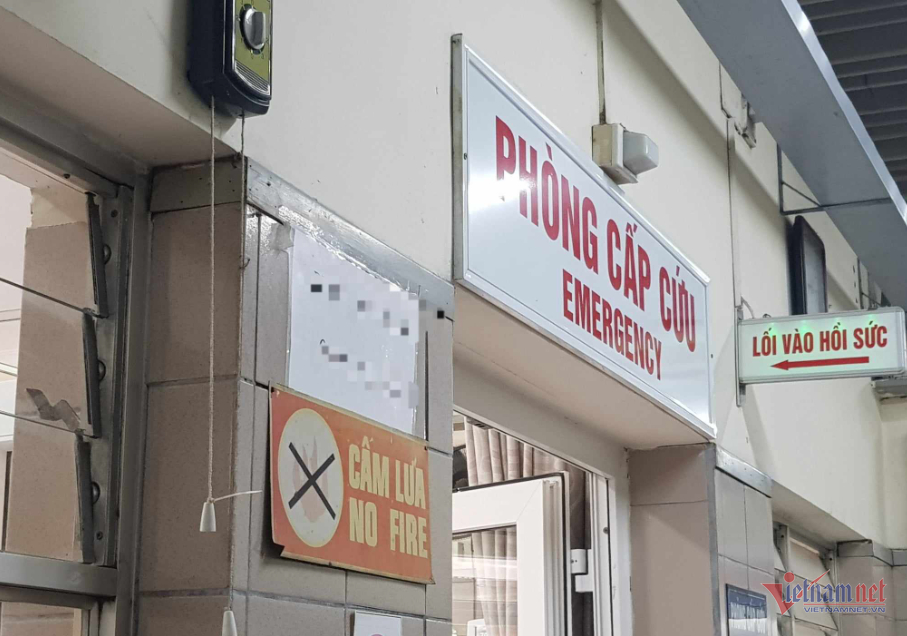 PHÒNG CẤP CỨU
EMERGENCY
LỐI VÀO HỒI SỨC
CẤM LỬA
NO FIRE
Vietnamnet
VIETNAMNET.VN